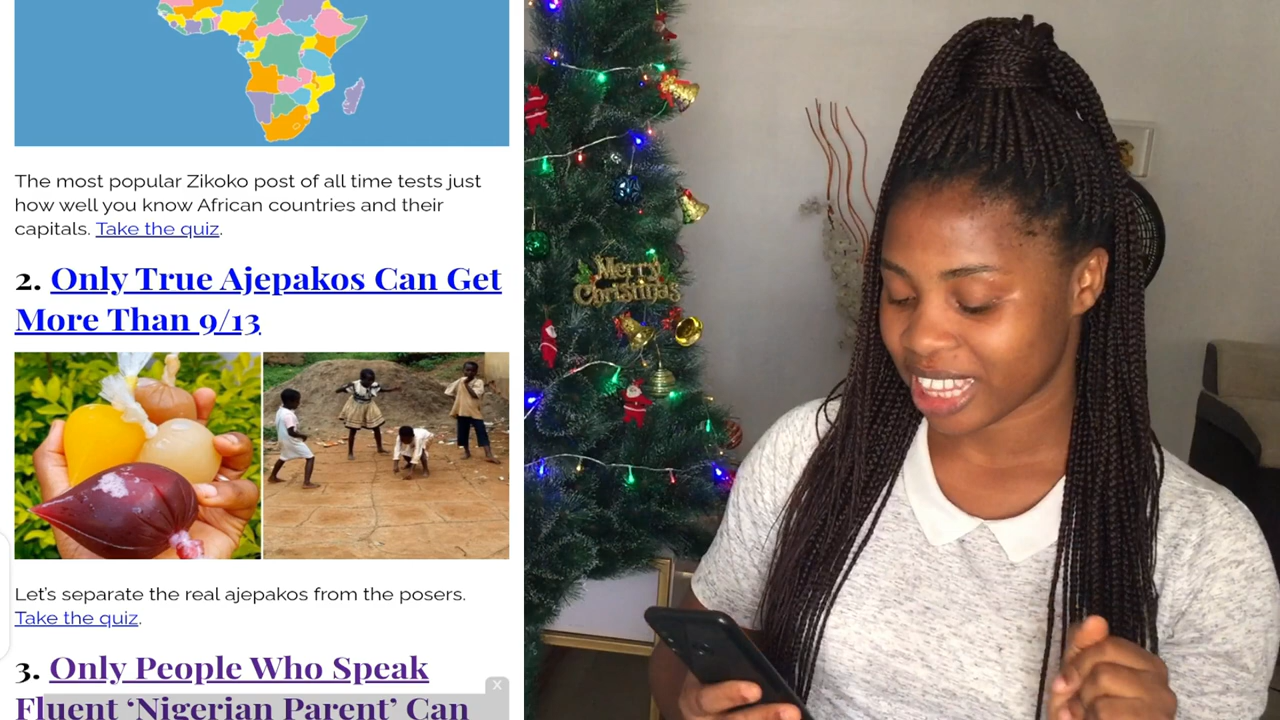 The most popular Zikoko post of all time tests just
how well you know African countries and their
capitals. Take the quiz.
2. Only True Ajepakos Can Get
More Than 9/13
Let’s separate the real ajepakos from the posers.
Take the quiz.
3. Only People Who Speak
Fluent ‘Nigerian Parent’ Can
X
Merry
Christmas